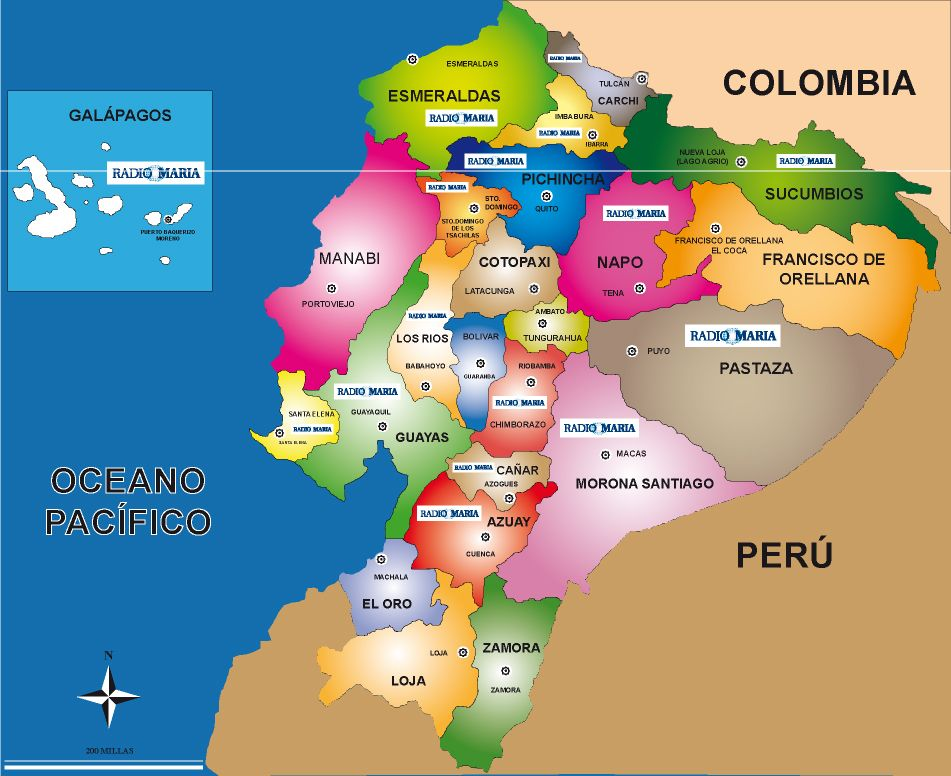 COLOMBIA
ESMERALDAS
ESMERALDAS
RADIO MARIA
RADIO MARIA
TULCÁN
CARCHI
IMBABURA
RADIO MARIA
IBARRA
GALÁPAGOS
RADIO MARIA
PUERTO BAQUERIZO
MORENO
RADIO MARIA
PICHINCHA
QUITO
NUEVA LOJA
(LAGO AGRIO)
RADIO MARIA
SUCUMBIOS
RADIO MARIA
STO.
DOMINGO
STO.DOMINGO
DE LOS
TSACHILAS
RADIO MARIA
NAPO
TENA
FRANCISCO DE ORELLANA
EL COCA
FRANCISCO DE
ORELLANA
MANABI
PORTOVIEJO
COTOPAXI
LATACUNGA
RADIO MARIA
LOS RIOS
BABAHOYO
BOLIVAR
GUARANDA
AMBATO
TUNGURAHUA
RADIO MARIA
PUYO
PASTAZA
RIOBAMBA
RADIO MARIA
CHIMBORAZO
RADIO MARIA
GUAYAQUIL
GUAYAS
SANTA ELENA
RADIO MARIA
SANTA ELENA
RADIO MARIA
MACAS
MORONA SANTIAGO
RADIO MARIA
CAÑAR
AZOGUES
RADIO MARIA
AZUAY
CUENCA
OCEANO
PACÍFICO
PERÚ
MACHALA
EL ORO
LOJA
LOJA
ZAMORA
ZAMORA
N
200 MILLAS